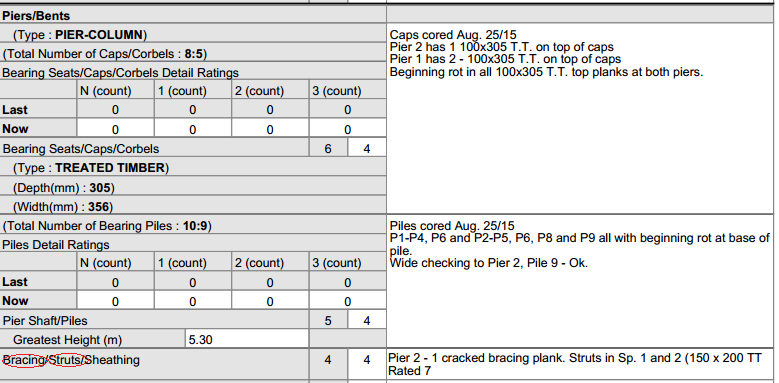 Piers/Bents
(Type : PIER-COLUMN)
(Total Number of Caps/Corbels : 8:5)
Bearing Seats/Caps/Corbels Detail Ratings
N (count) 1 (count) 2 (count) 3 (count)
Last 0 0 0 0
Now 0 0 0 0
Bearing Seats/Caps/Corbels 6 4
(Type : TREATED TIMBER)
(Depth(mm) : 305)
(Width(mm) : 356)
Caps cored Aug. 25/15
Pier 2 has 1 100x305 T.T. on top of caps
Pier 1 has 2 - 100x305 T.T. on top of caps
Beginning rot in all 100x305 T.T. top planks at both piers.
(Total Number of Bearing Piles : 10:9)
Piles Detail Ratings
N (count) 1 (count) 2 (count) 3 (count)
Last 0 0 0 0
Now 0 0 0 0
Pier Shaft/Piles 5 4
Greatest Height (m) 5.30
Piles cored Aug. 25/15
P1-P4, P6 and P2-P5, P6, P8 and P9 all with beginning rot at base of
pile.
Wide checking to Pier 2, Pile 9 - Ok.
Bracing/Struts/Sheathing 4 4
Pier 2 - 1 cracked bracing plank. Struts in Sp. 1 and 2 (150 x 200 TT
Rated 7